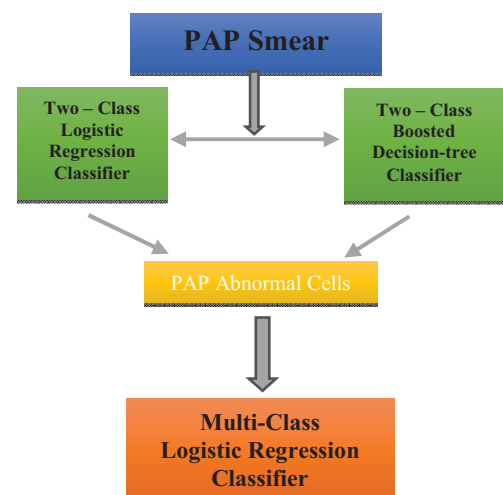 PAP Smear
Two – Class
Logistic
Regression
Classifier
Two – Class
Boosted
Decision-tree
Classifier
PAP Abnormal Cells
Multi-Class
Logistic Regression
Classifier